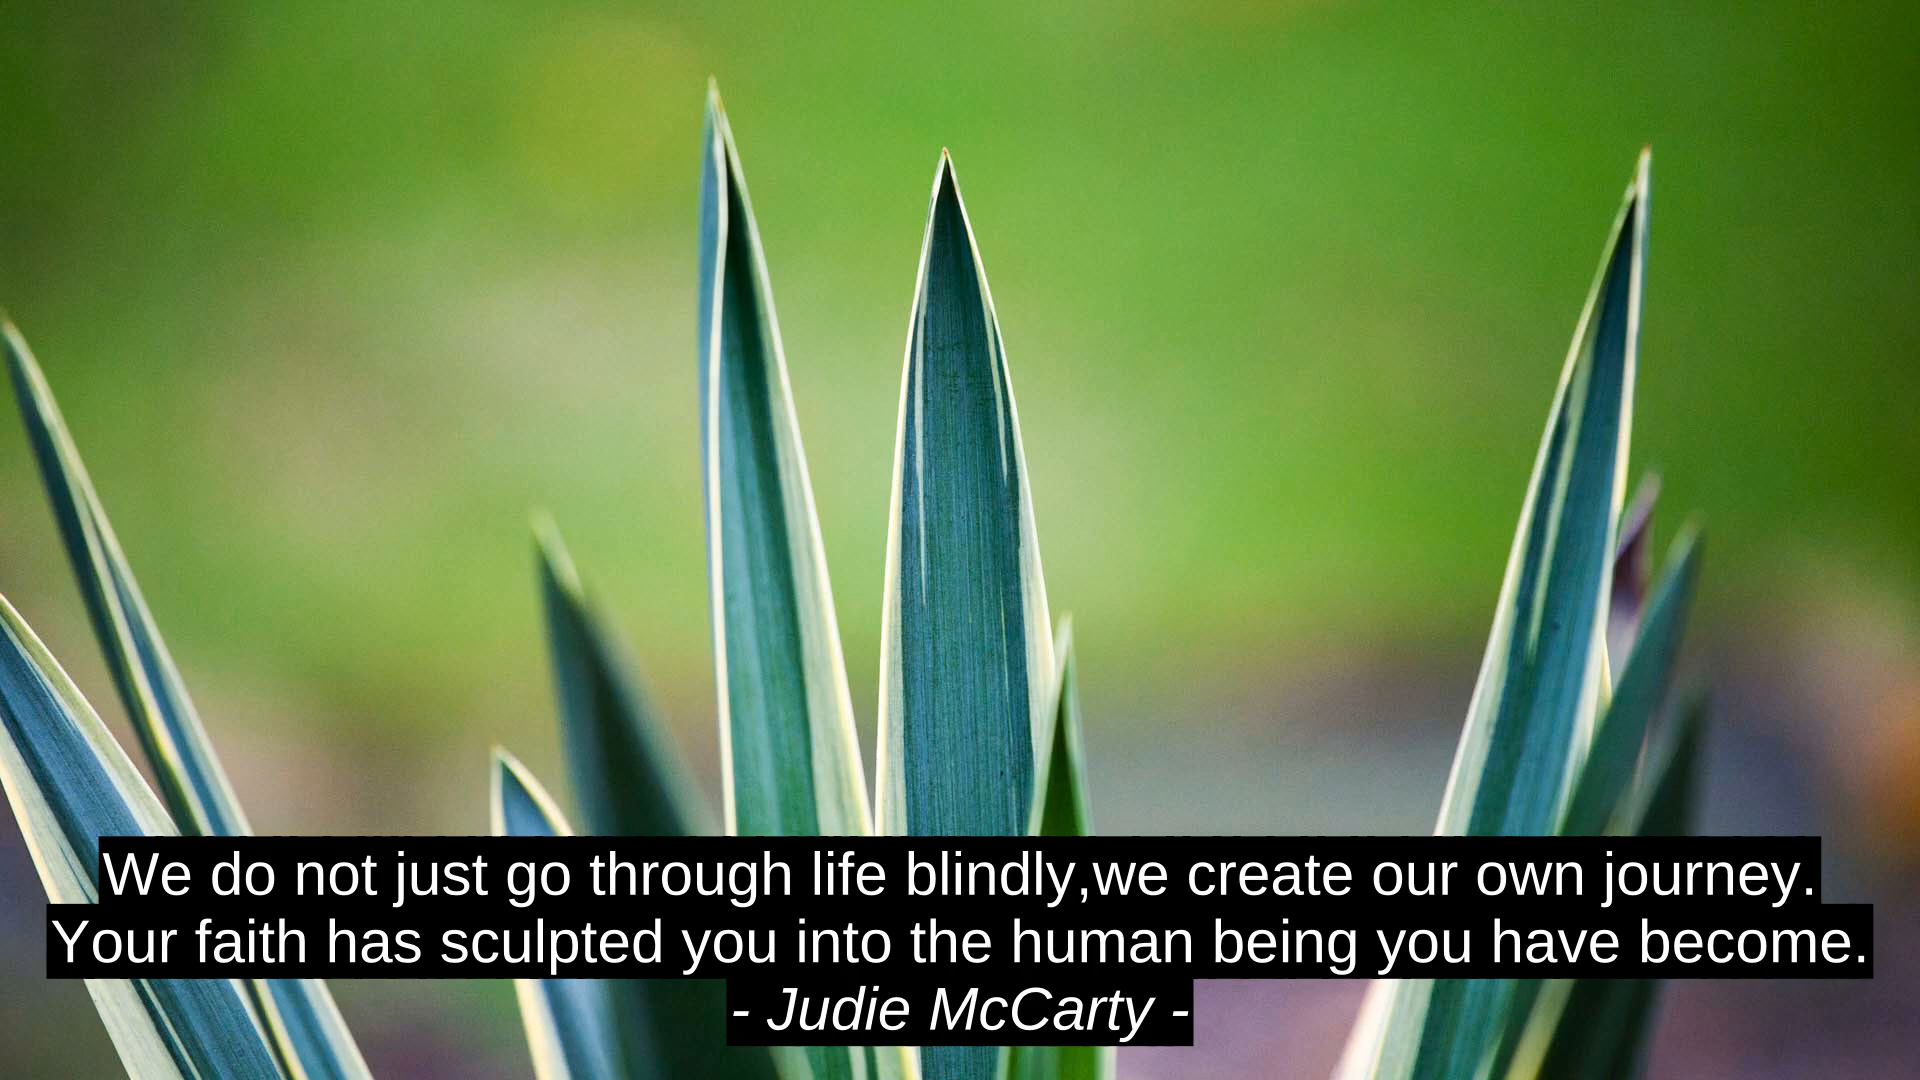 We do not just go through life blindly,we create our own journey.
Your faith has sculpted you into the human being you have become.
- Judie McCarty -